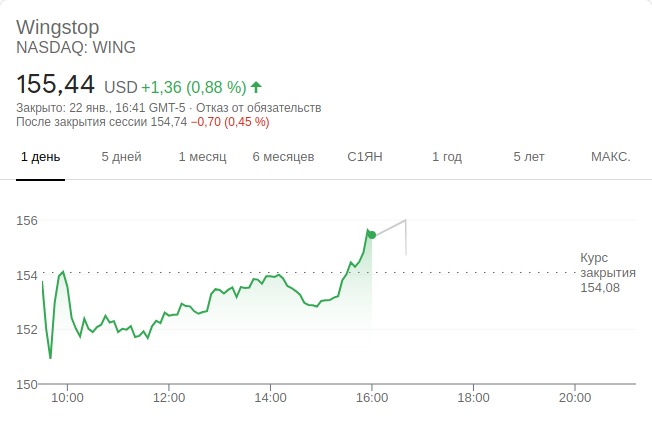 Wingstop
NASDAQ: WING
155,44 USD +1,36 (0,88 %)
Закрыто: 22 янв., 16:41 GMT-5 · Отказ от обязательств
После закрытия сессии 154,74 −0,70 (0,45 %)
1 день 5 дней 1 месяц 6 месяцев С1ЯН 1 год 5 лет МАКС.
156
Курс
154 закрытия
154,08
152
150
10:00 12:00 14:00 16:00 18:00 20:00